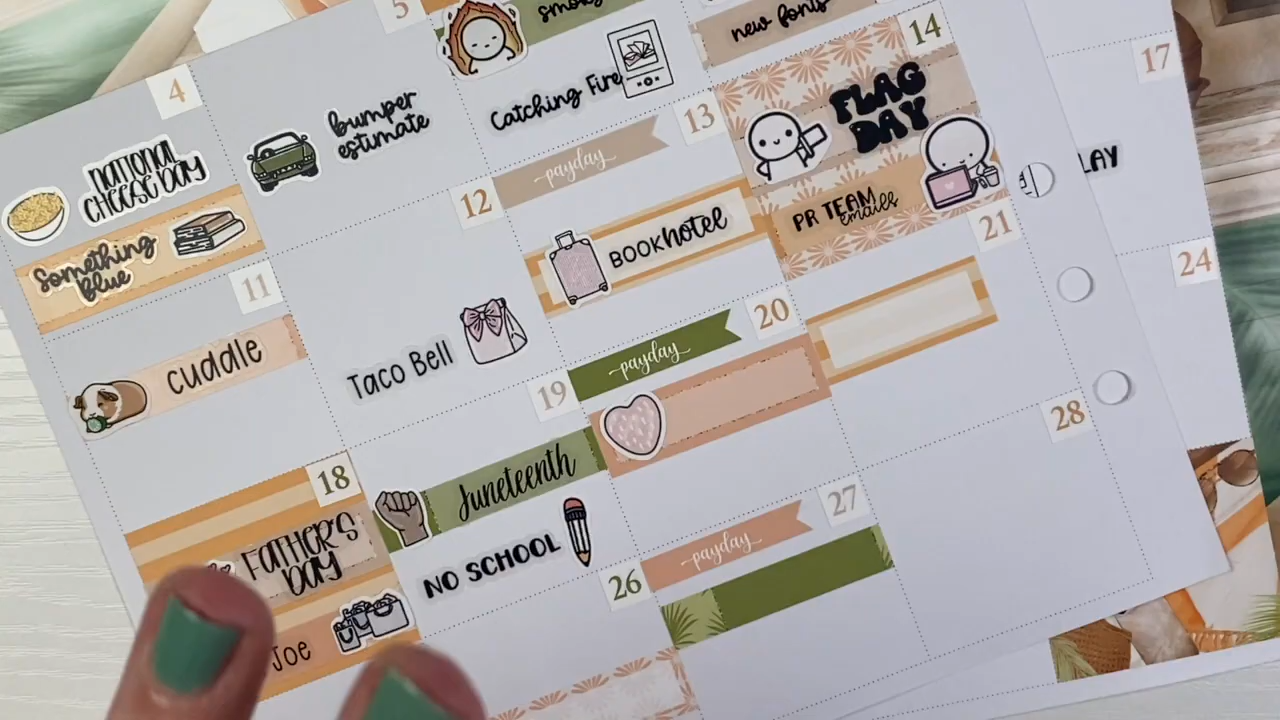 5
new fonts
4
bumper
estimate
Catching Fire
14
17
NATIONAL
CHEESE DAY
Something
Blue
13
payday
FLAG
DAY
PR TEAM
emails
LAY
11
cuddle
12
Taco Bell
BOOK hotel
21
24
18
FATHER'S
DAY
Joe
19
Juneteenth
NO SCHOOL
20
payday
28
26
27
payday